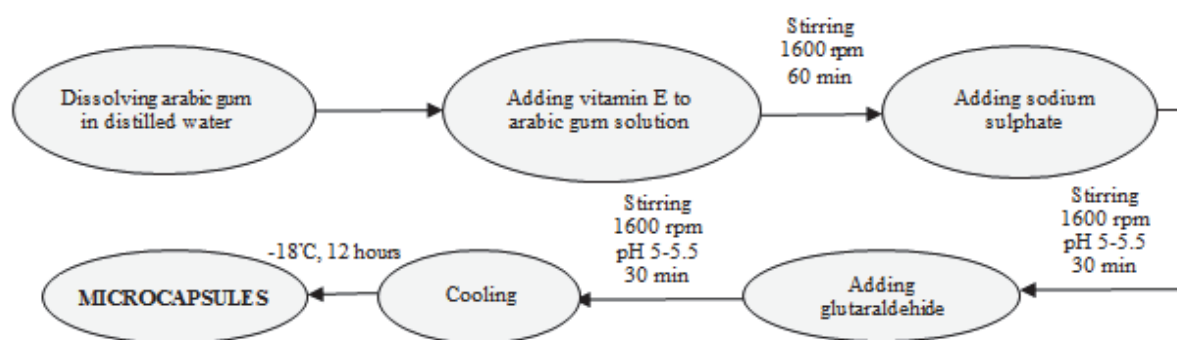 Dissolving arabic gum
in distilled water
Adding vitamin E to
arabic gum solution
Stirring
1600 rpm
60 min
Adding sodium
sulphate
Stirring
1600 rpm
pH 5-5.5
30 min
Adding
glutaraldehide
Stirring
1600 rpm
pH 5-5.5
30 min
Cooling
-18˚C, 12 hours
MICROCAPSULES